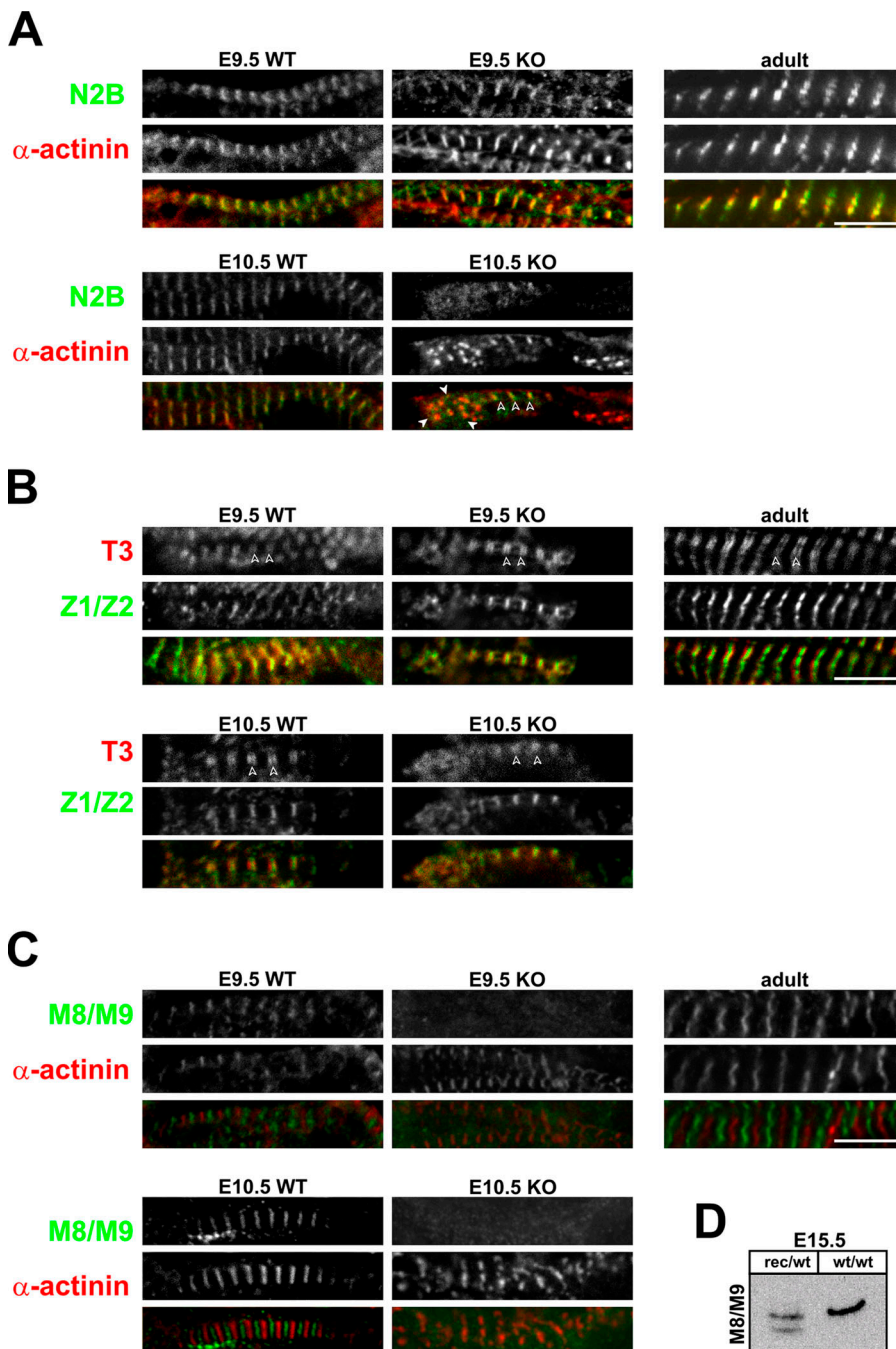 A
E9.5 WT E9.5 KO adult
N2B
α-actinin
E10.5 WT E10.5 KO
N2B
α-actinin
B
E9.5 WT E9.5 KO adult
T3
Z1/Z2
E10.5 WT E10.5 KO
T3
Z1/Z2
C
E9.5 WT E9.5 KO adult
M8/M9
α-actinin
E10.5 WT E10.5 KO
M8/M9
α-actinin
D
E15.5
rec/wt wt/wt
M8/M9